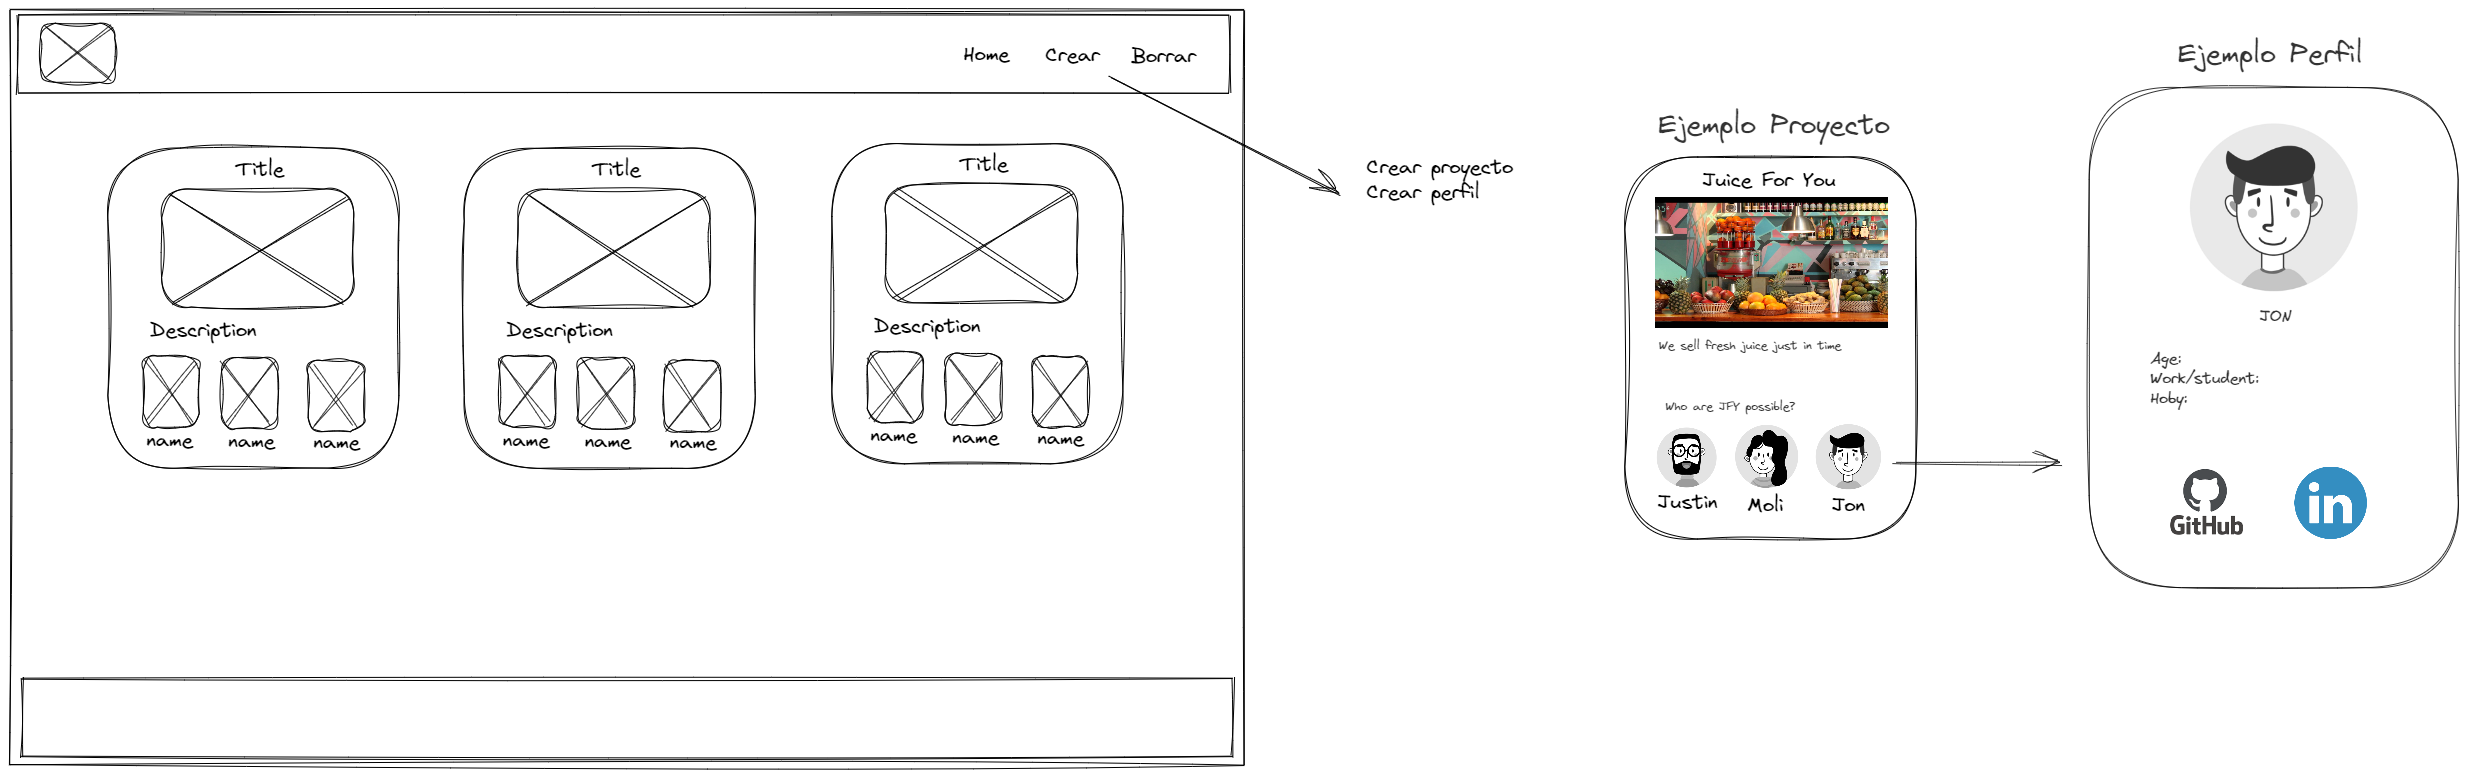 Home Crear Borrar
Title
Description
name name name
Title
Description
name name name
Title
Description
name name name
Crear proyecto
Crear perfil
Ejemplo Proyecto
Juice For You
We sell fresh juice just in time
Who are JFY possible?
Justin Moli Jon
Ejemplo Perfil
JON
Age:
Work/student:
Hoby:
GitHub
in